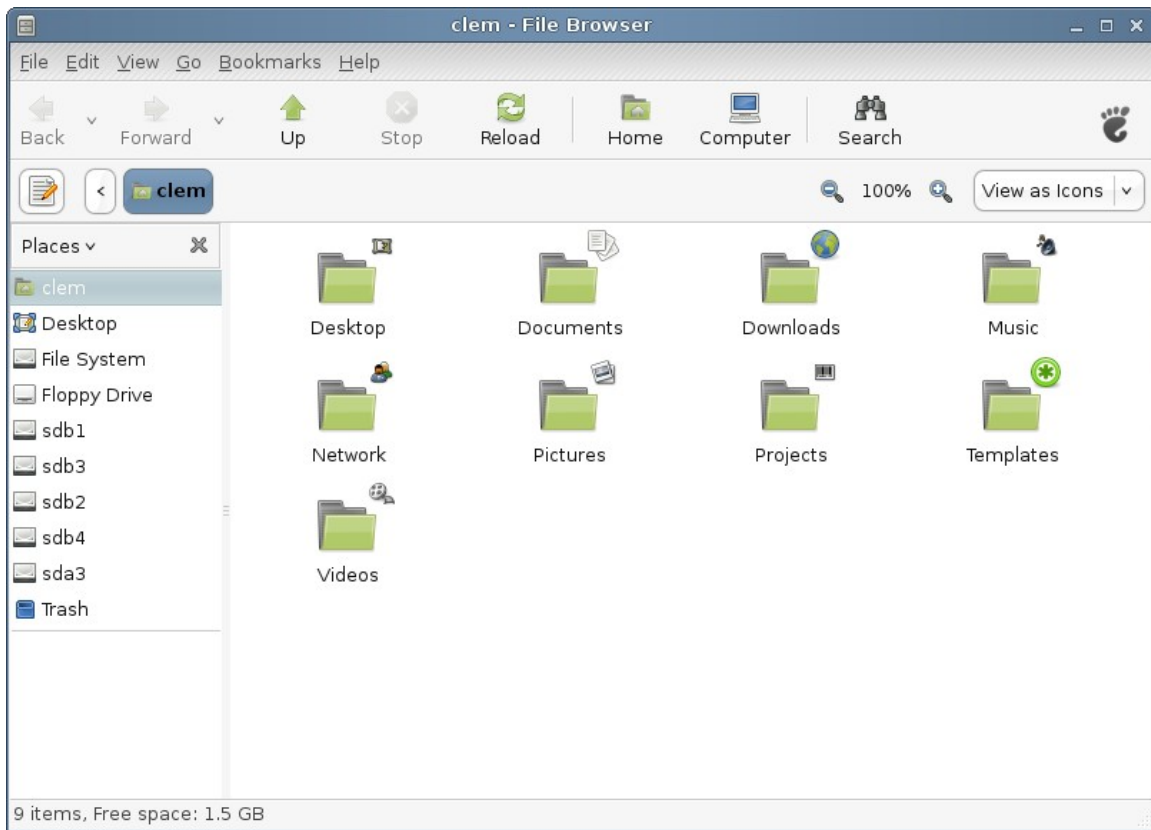 clem - File Browser
File Edit View Go Bookmarks Help
Back Forward Up Stop Reload Home Computer Search
clem 100% View as Icons
Places
clem
Desktop
File System
Floppy Drive
sdb1
sdb3
sdb2
sdb4
sda3
Trash
Desktop Documents Downloads Music
Network Pictures Projects Templates
Videos
9 items, Free space: 1.5 GB